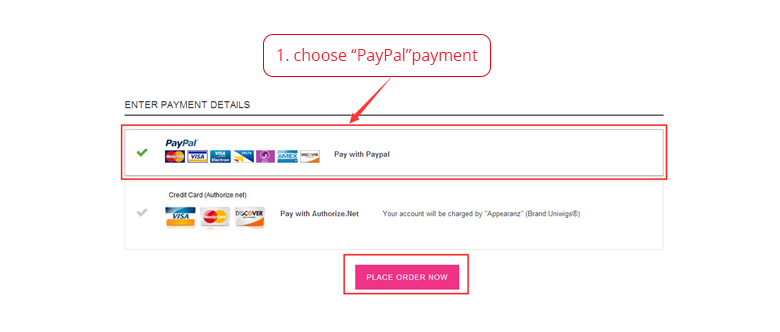 1. choose “PayPal”payment
ENTER PAYMENT DETAILS
PayPal
MasterCard VISA VISA Electron DELTA AMEX DISCOVER Pay with Paypal
Credit Card (Authorize.net)
VISA MasterCard DISCOVER Pay with Authorize.Net Your account will be charged by "Appearanz" (Brand:Uniwigs®)
PLACE ORDER NOW